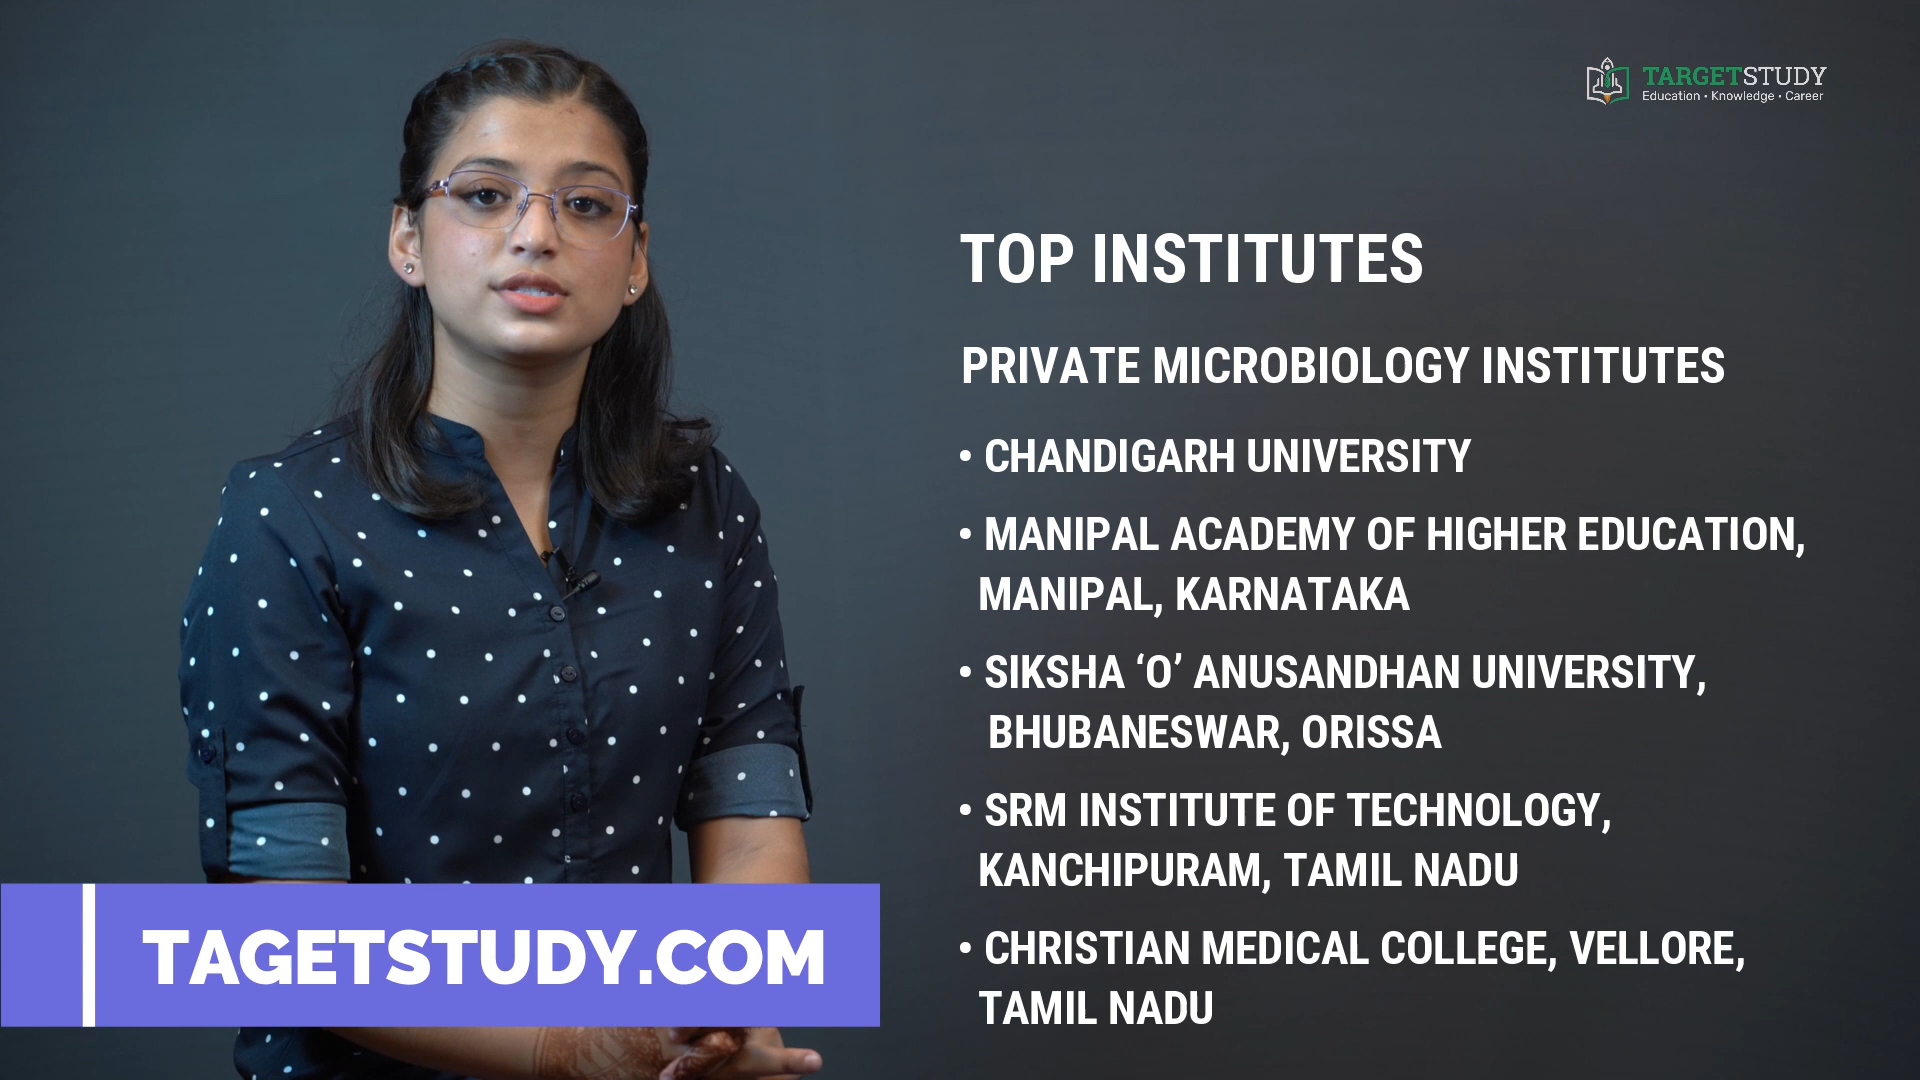 TARGETSTUDY
Education • Knowledge • Career
TOP INSTITUTES
PRIVATE MICROBIOLOGY INSTITUTES
• CHANDIGARH UNIVERSITY
• MANIPAL ACADEMY OF HIGHER EDUCATION,
MANIPAL, KARNATAKA
• SIKSHA ‘O’ ANUSANDHAN UNIVERSITY,
BHUBANESWAR, ORISSA
• SRM INSTITUTE OF TECHNOLOGY,
KANCHIPURAM, TAMIL NADU
• CHRISTIAN MEDICAL COLLEGE, VELLORE,
TAMIL NADU
TAGETSTUDY.COM